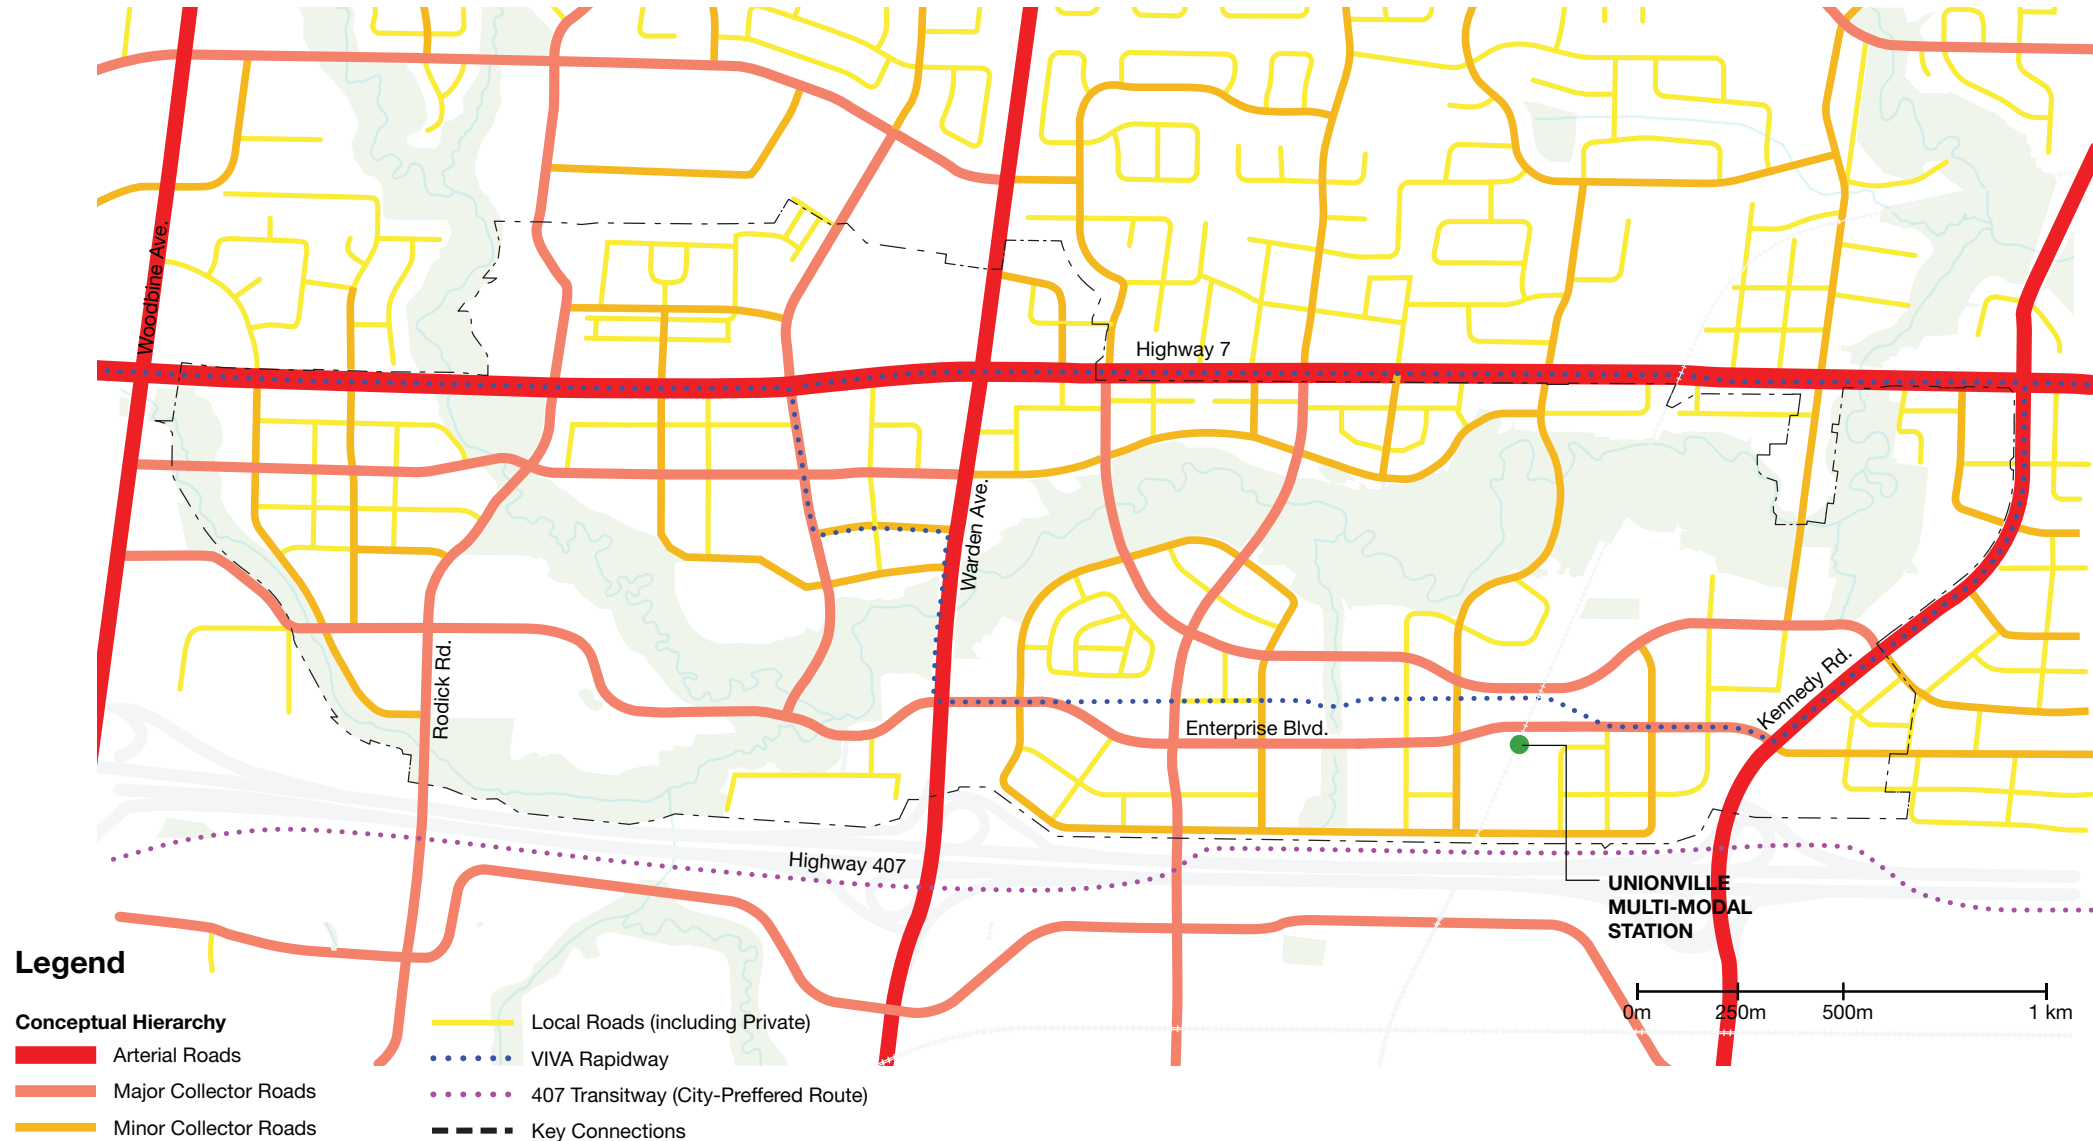 Woodbine Ave.
Highway 7
Warden Ave.
Rodick Rd.
Kennedy Rd.
Enterprise Blvd.
Highway 407
UNIONVILLE
MULTI-MODAL
STATION
0m
250m
500m
1 km
Legend
Conceptual Hierarchy
Arterial Roads
Major Collector Roads
Minor Collector Roads
Local Roads (including Private)
VIVA Rapidway
407 Transitway (City-Preffered Route)
Key Connections